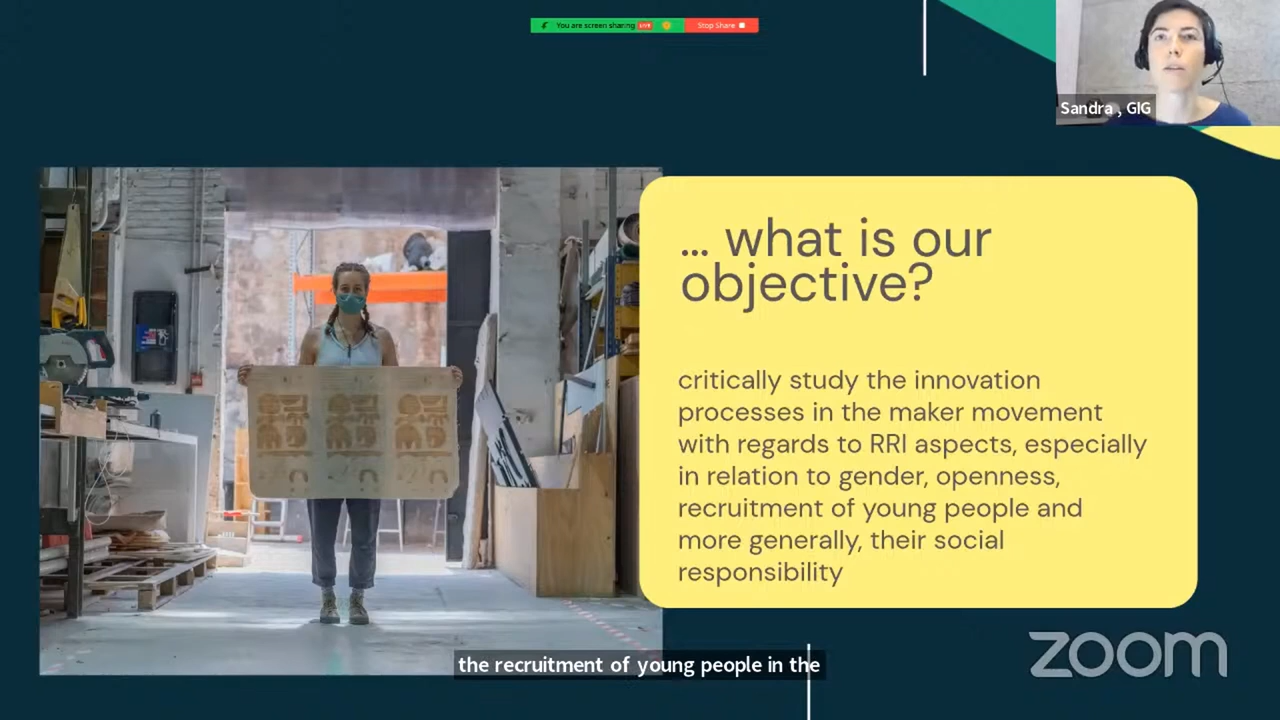 You are screen sharing LIVE Stop Share
Sandra , GIG
... what is our
objective?
critically study the innovation
processes in the maker movement
with regards to RRI aspects, especially
in relation to gender, openness,
recruitment of young people and
more generally, their social
responsibility
the recruitment of young people in the
zoom